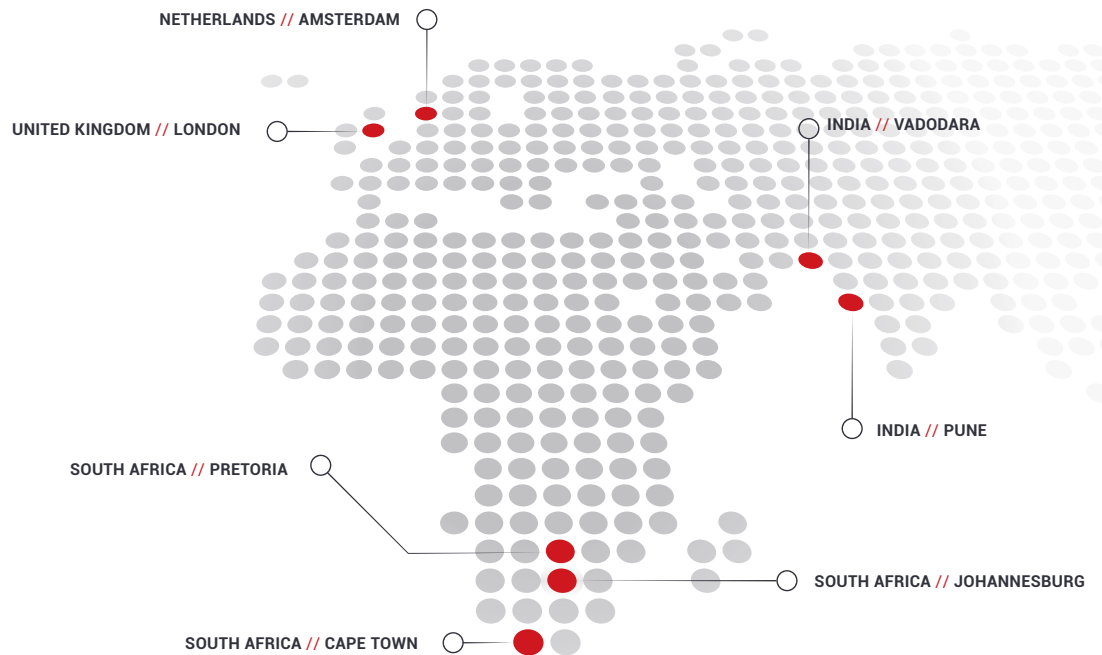 NETHERLANDS // AMSTERDAM
UNITED KINGDOM // LONDON
INDIA // VADODARA
INDIA // PUNE
SOUTH AFRICA // PRETORIA
SOUTH AFRICA // JOHANNESBURG
SOUTH AFRICA // CAPE TOWN